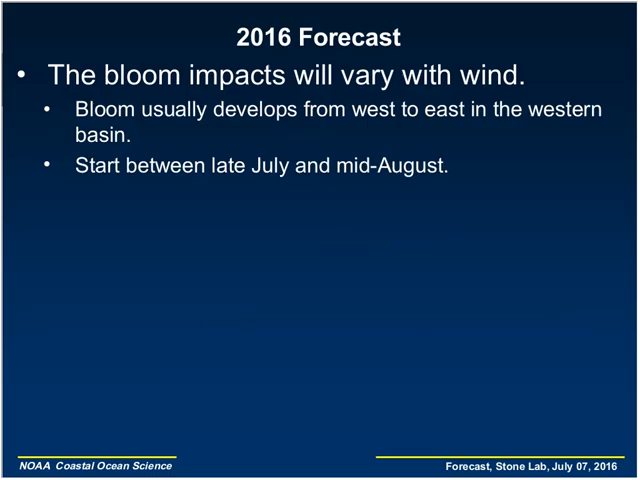 2016 Forecast
• The bloom impacts will vary with wind.
• Bloom usually develops from west to east in the western
basin.
• Start between late July and mid-August.
NOAA Coastal Ocean Science
Forecast, Stone Lab, July 07, 2016